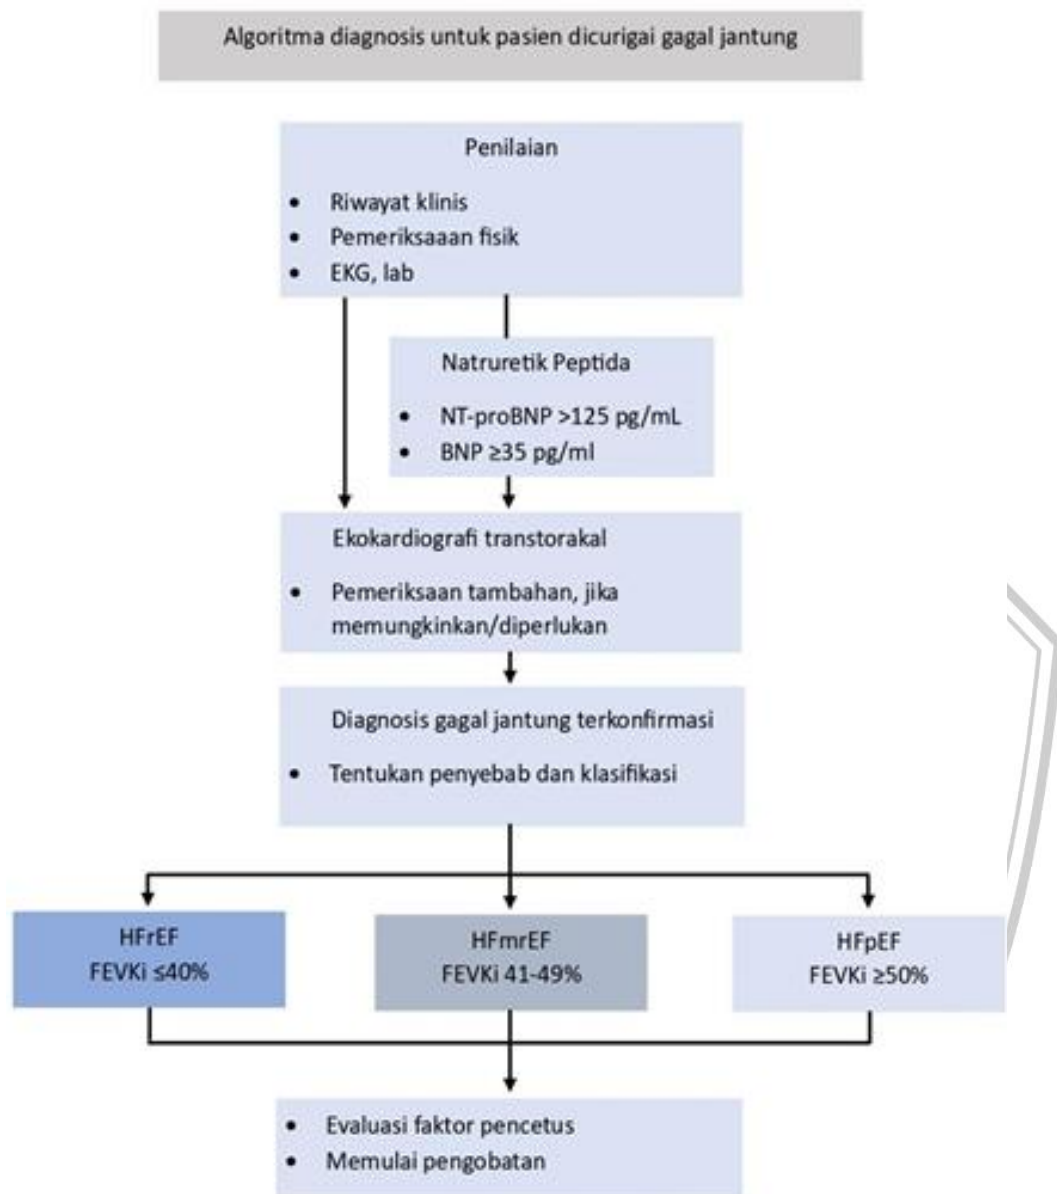 Algoritma diagnosis untuk pasien dicurigai gagal jantung
Penilaian
• Riwayat klinis
• Pemeriksaaan fisik
• EKG, lab
Natruretik Peptida
• NT-proBNP >125 pg/mL
• BNP ≥35 pg/ml
Ekokardiografi transtorakal
• Pemeriksaan tambahan, jika
memungkinkan/diperlukan
Diagnosis gagal jantung terkonfirmasi
• Tentukan penyebab dan klasifikasi
HFrEF
FEVKi ≤40%
HFmrEF
FEVKi 41-49%
HFpEF
FEVKi ≥50%
• Evaluasi faktor pencetus
• Memulai pengobatan